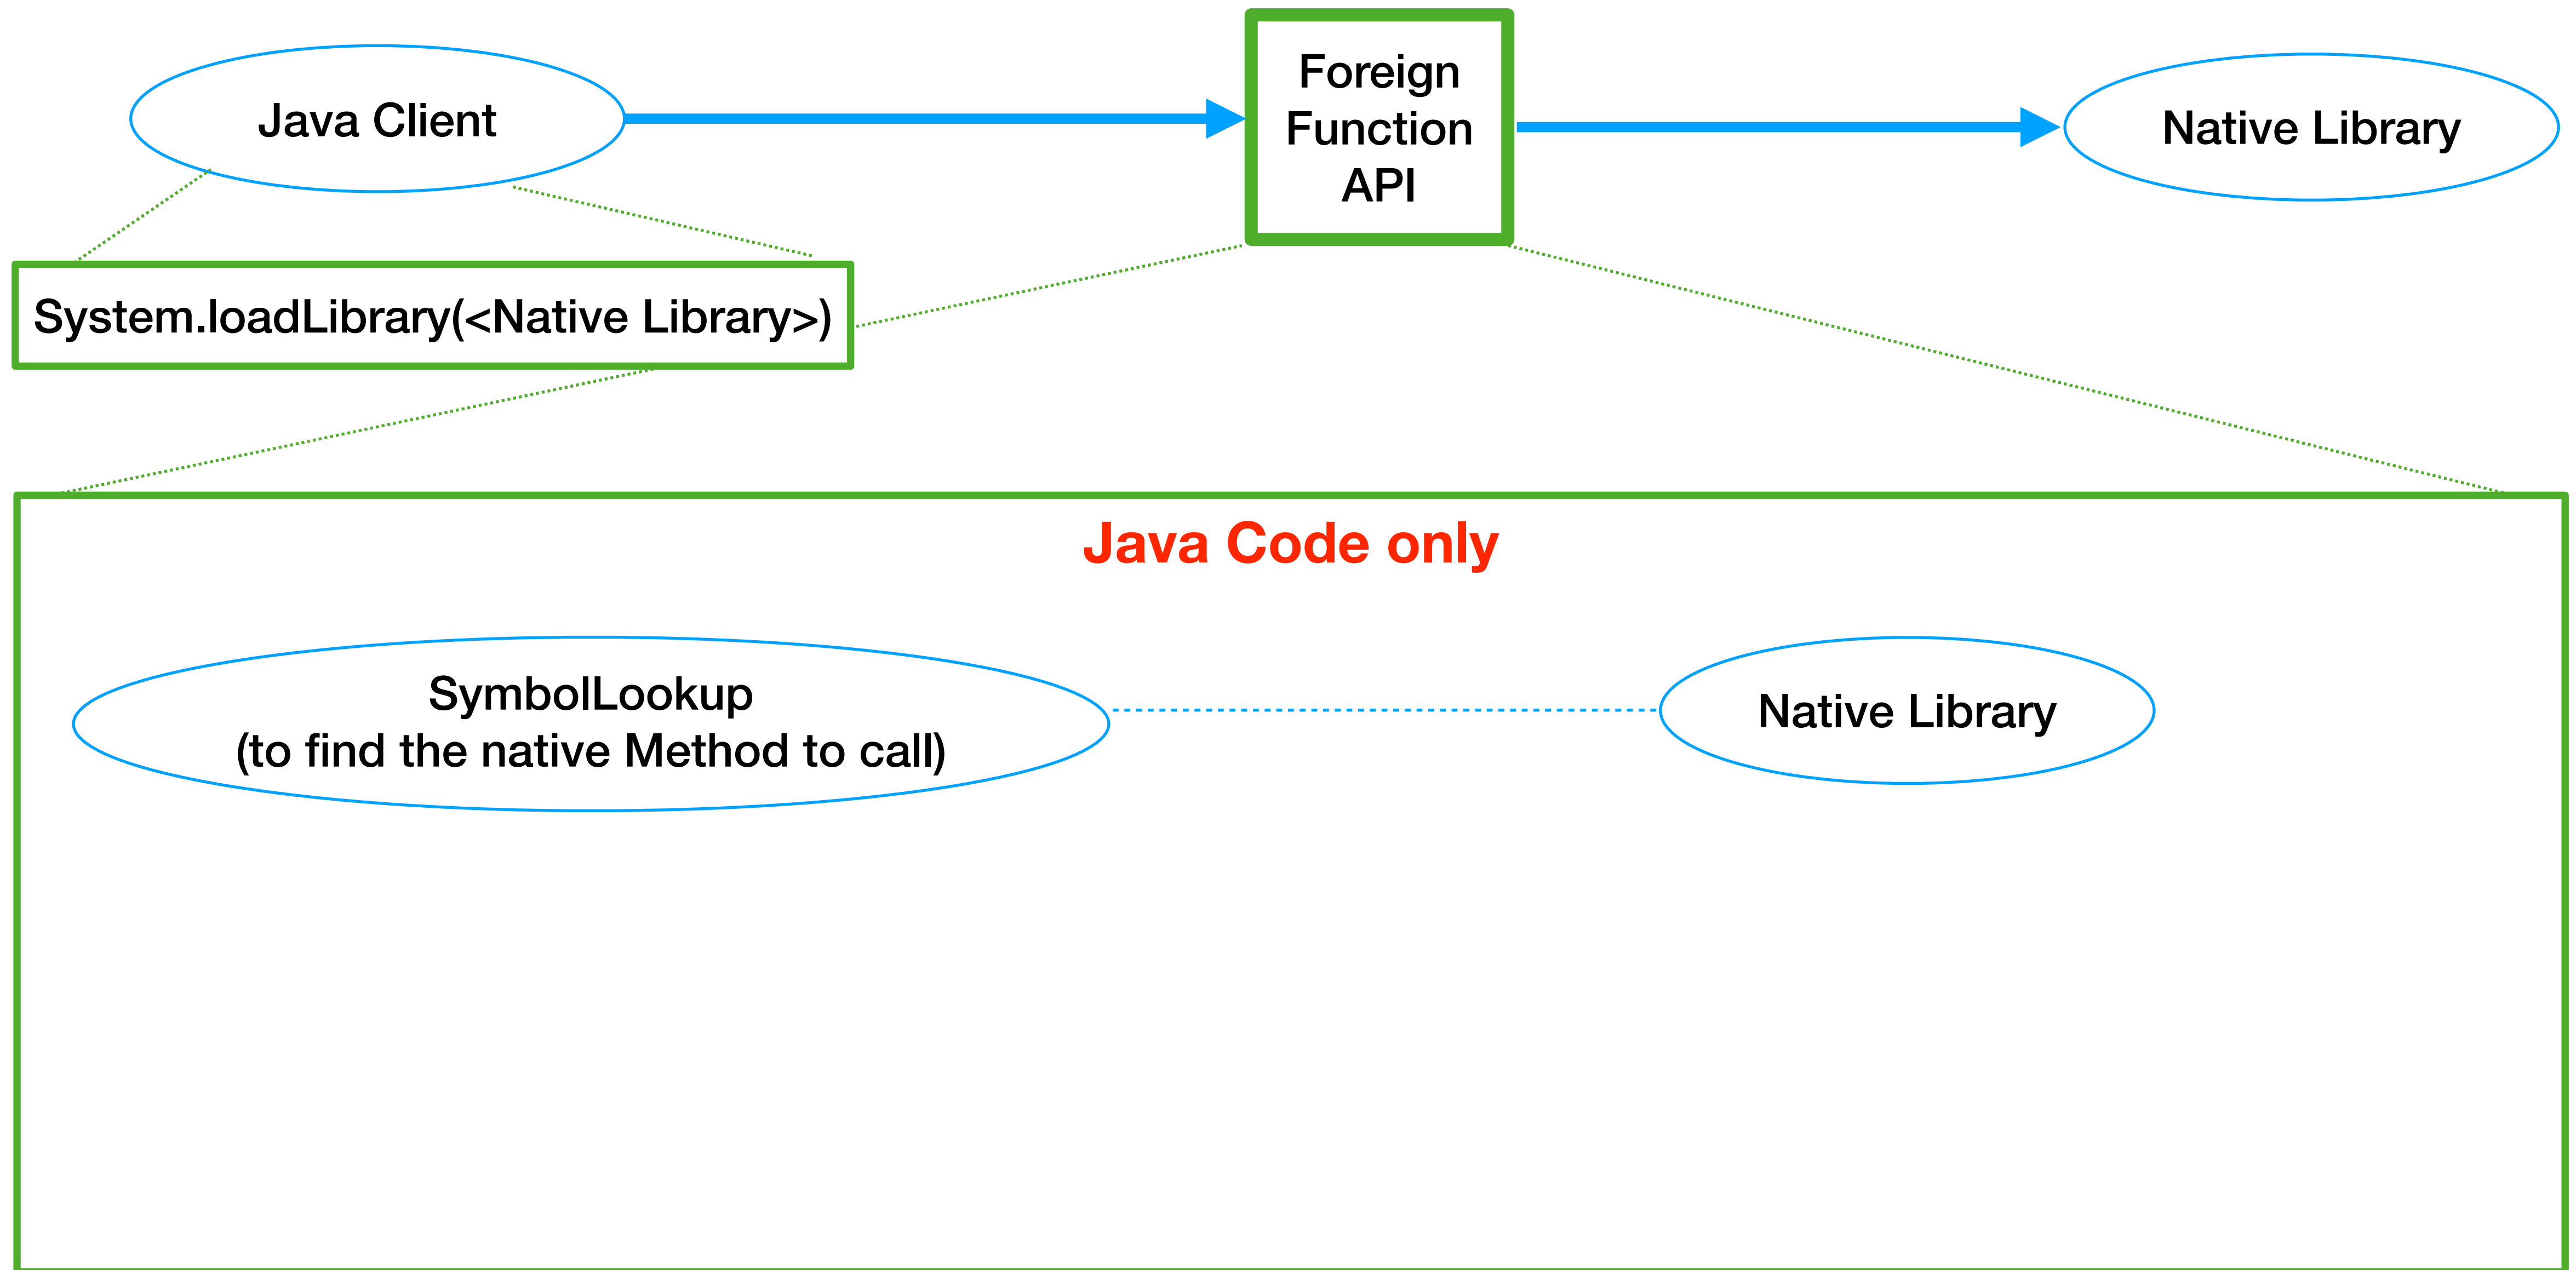 Java Client
Foreign
Function
API
Native Library
System.loadLibrary(<Native Library>)
Java Code only
SymbolLookup
(to find the native Method to call)
Native Library